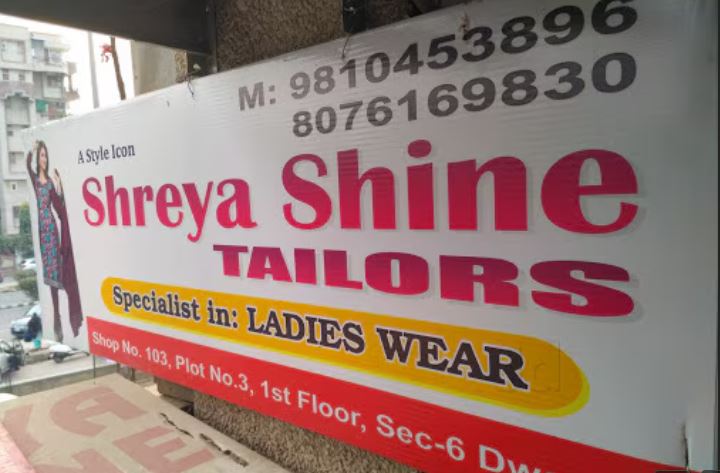 M: 9810453896
8076169830
A Style Icon
Shreya Shine
TAILORS
Specialist in: LADIES WEAR
Shop No. 103, Plot No.3, 1st Floor, Sec-6